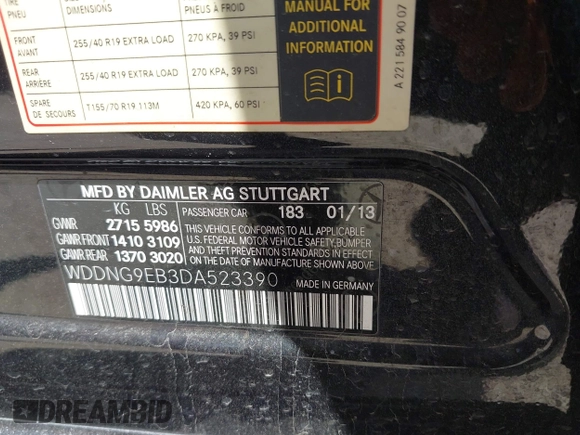 TIRE
PNEU
DIMENSIONS
PNEUS À FROID
MANUAL FOR
ADDITIONAL
INFORMATION
FRONT
AVANT
255/40 R19 EXTRA LOAD
270 KPA, 39 PSI
REAR
ARRIÈRE
255/40 R19 EXTRA LOAD
270 KPA, 39 PSI
SPARE
DE SECOURS
T155/70 R19 113M
420 KPA, 60 PSI
A 221 584 90 07
MFD BY DAIMLER AG STUTTGART
KG LBS
PASSENGER CAR 183 01/13
GVWR 2715 5986
GAWR FRONT 1410 3109
GAWR REAR 1370 3020
THIS VEHICLE CONFORMS TO ALL APPLICABLE
U.S. FEDERAL MOTOR VEHICLE SAFETY, BUMPER,
AND THEFT PREVENTION STANDARDS IN EFFECT
ON THE DATE OF MANUFACTURE SHOWN ABOVE.
WDDNG9EB3DA523390
DREAMBID